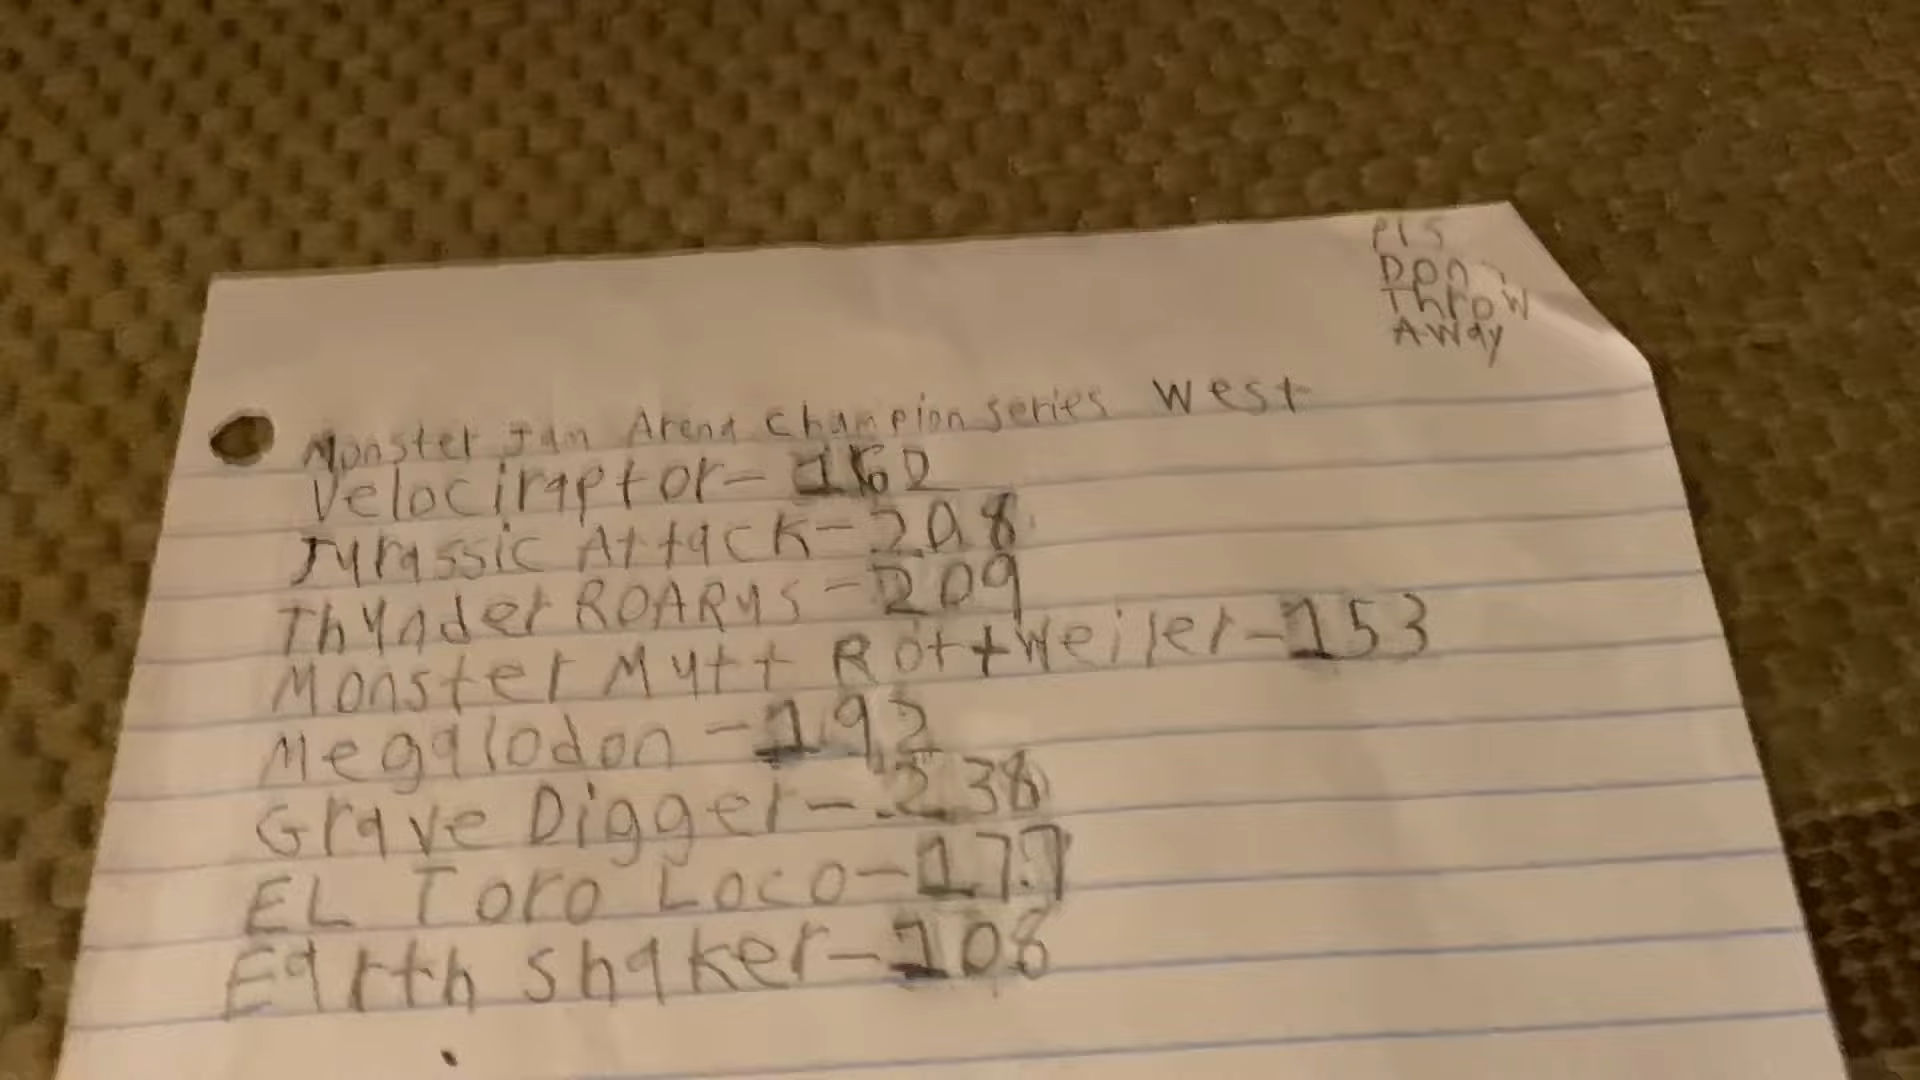 Pls
Don
Throw
Away
Monster Jam Arena Champion series West
Velociraptor-162
Jurassic Attack-208
Thunder ROARUS-209
Monster Mutt Rottweiler-153
Megalodon-192
Grave Digger-238
EL Toro Loco-177
Earth Shaker-108